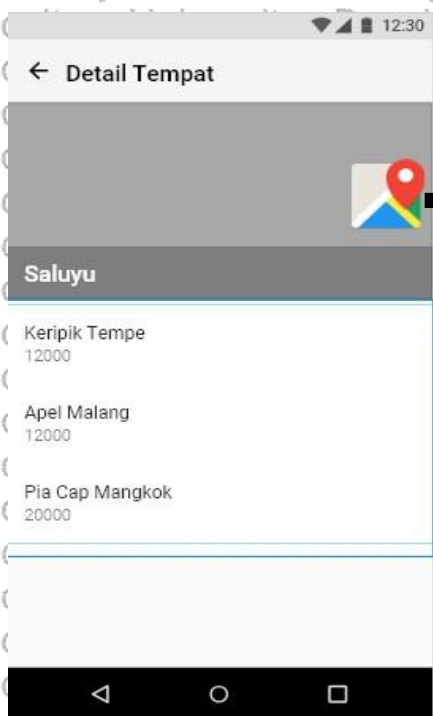 12:30
Detail Tempat
Saluyu
Keripik Tempe
12000
Apel Malang
12000
Pia Cap Mangkok
20000